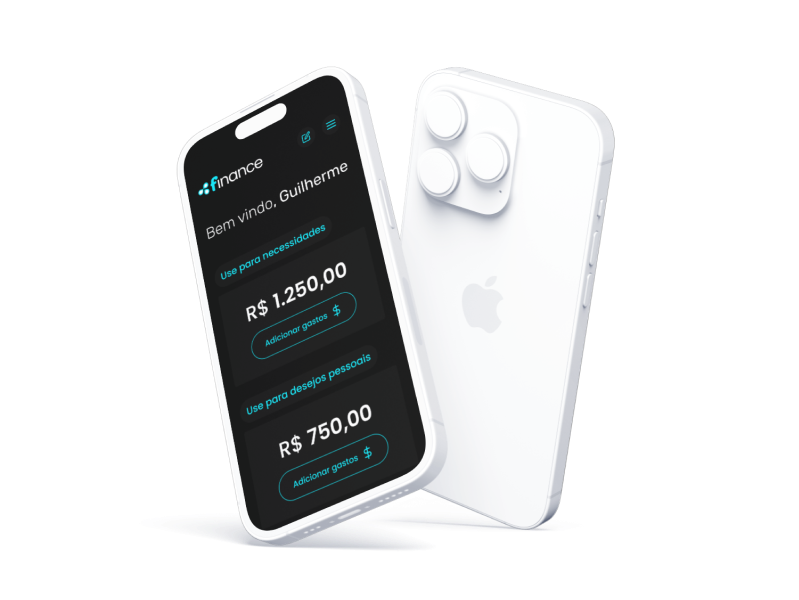 finance
Bem vindo, Guilherme
Use para necessidades
R$ 1.250,00
Adicionar gastos $
Use para desejos pessoais
R$ 750,00
Adicionar gastos $